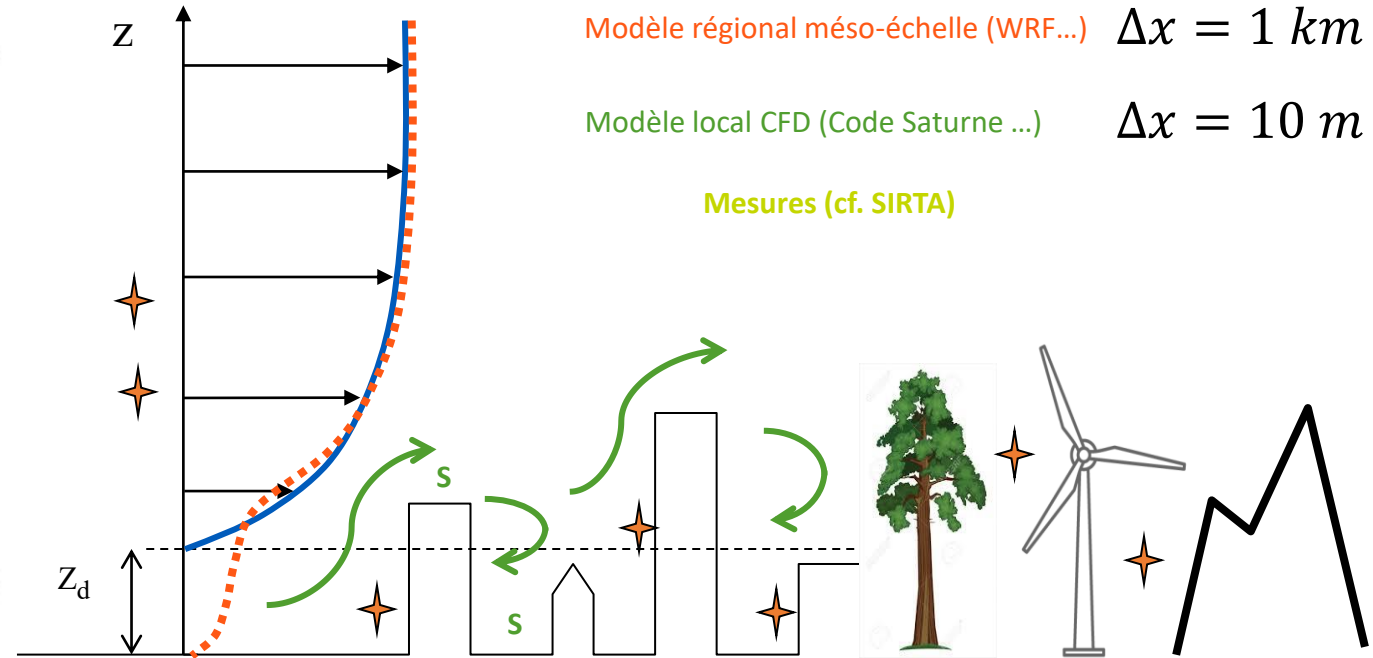 z
Modèle régional méso-échelle (WRF…) Δx = 1 km
Modèle local CFD (Code Saturne …) Δx = 10 m
Mesures (cf. SIRTA)
S
Zd
S